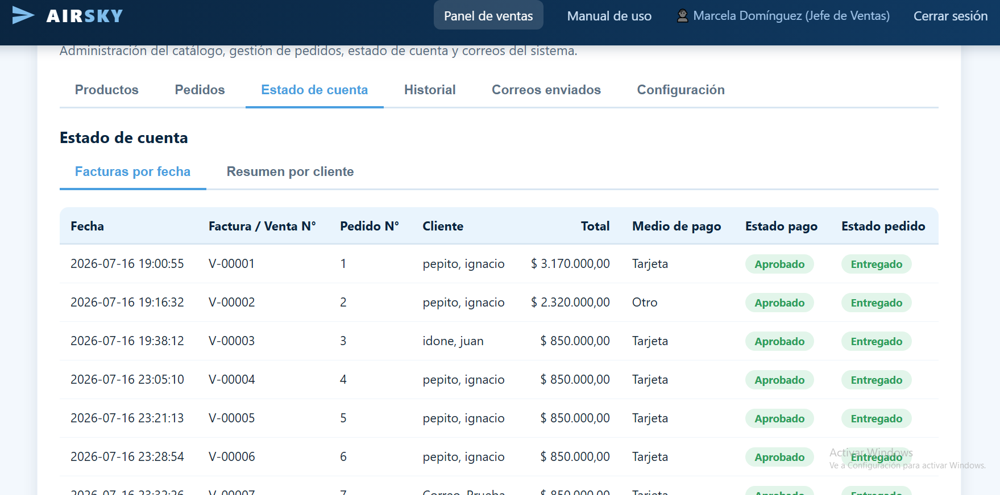 AIRSKY Panel de ventas Manual de uso Marcela Domínguez (Jefe de Ventas) Cerrar sesión
Administración del catálogo, gestión de pedidos, estado de cuenta y correos del sistema.
Productos Pedidos Estado de cuenta Historial Correos enviados Configuración
Estado de cuenta
Facturas por fecha Resumen por cliente
Fecha Factura / Venta N° Pedido N° Cliente Total Medio de pago Estado pago Estado pedido
2026-07-16 19:00:55 V-00001 1 pepito, ignacio $ 3.170.000,00 Tarjeta Aprobado Entregado
2026-07-16 19:16:32 V-00002 2 pepito, ignacio $ 2.320.000,00 Otro Aprobado Entregado
2026-07-16 19:38:12 V-00003 3 idone, juan $ 850.000,00 Tarjeta Aprobado Entregado
2026-07-16 23:05:10 V-00004 4 pepito, ignacio $ 850.000,00 Tarjeta Aprobado Entregado
2026-07-16 23:21:13 V-00005 5 pepito, ignacio $ 850.000,00 Tarjeta Aprobado Entregado
2026-07-16 23:28:54 V-00006 6 pepito, ignacio $ 850.000,00 Tarjeta Aprobado Entregado
Activar Windows
Ve a Configuración para activar Windows.
2026-07-16 23:32:26 V-00007 7 Correo, Prueba $ 850.000,00 Tarjeta Aprobado Entregado